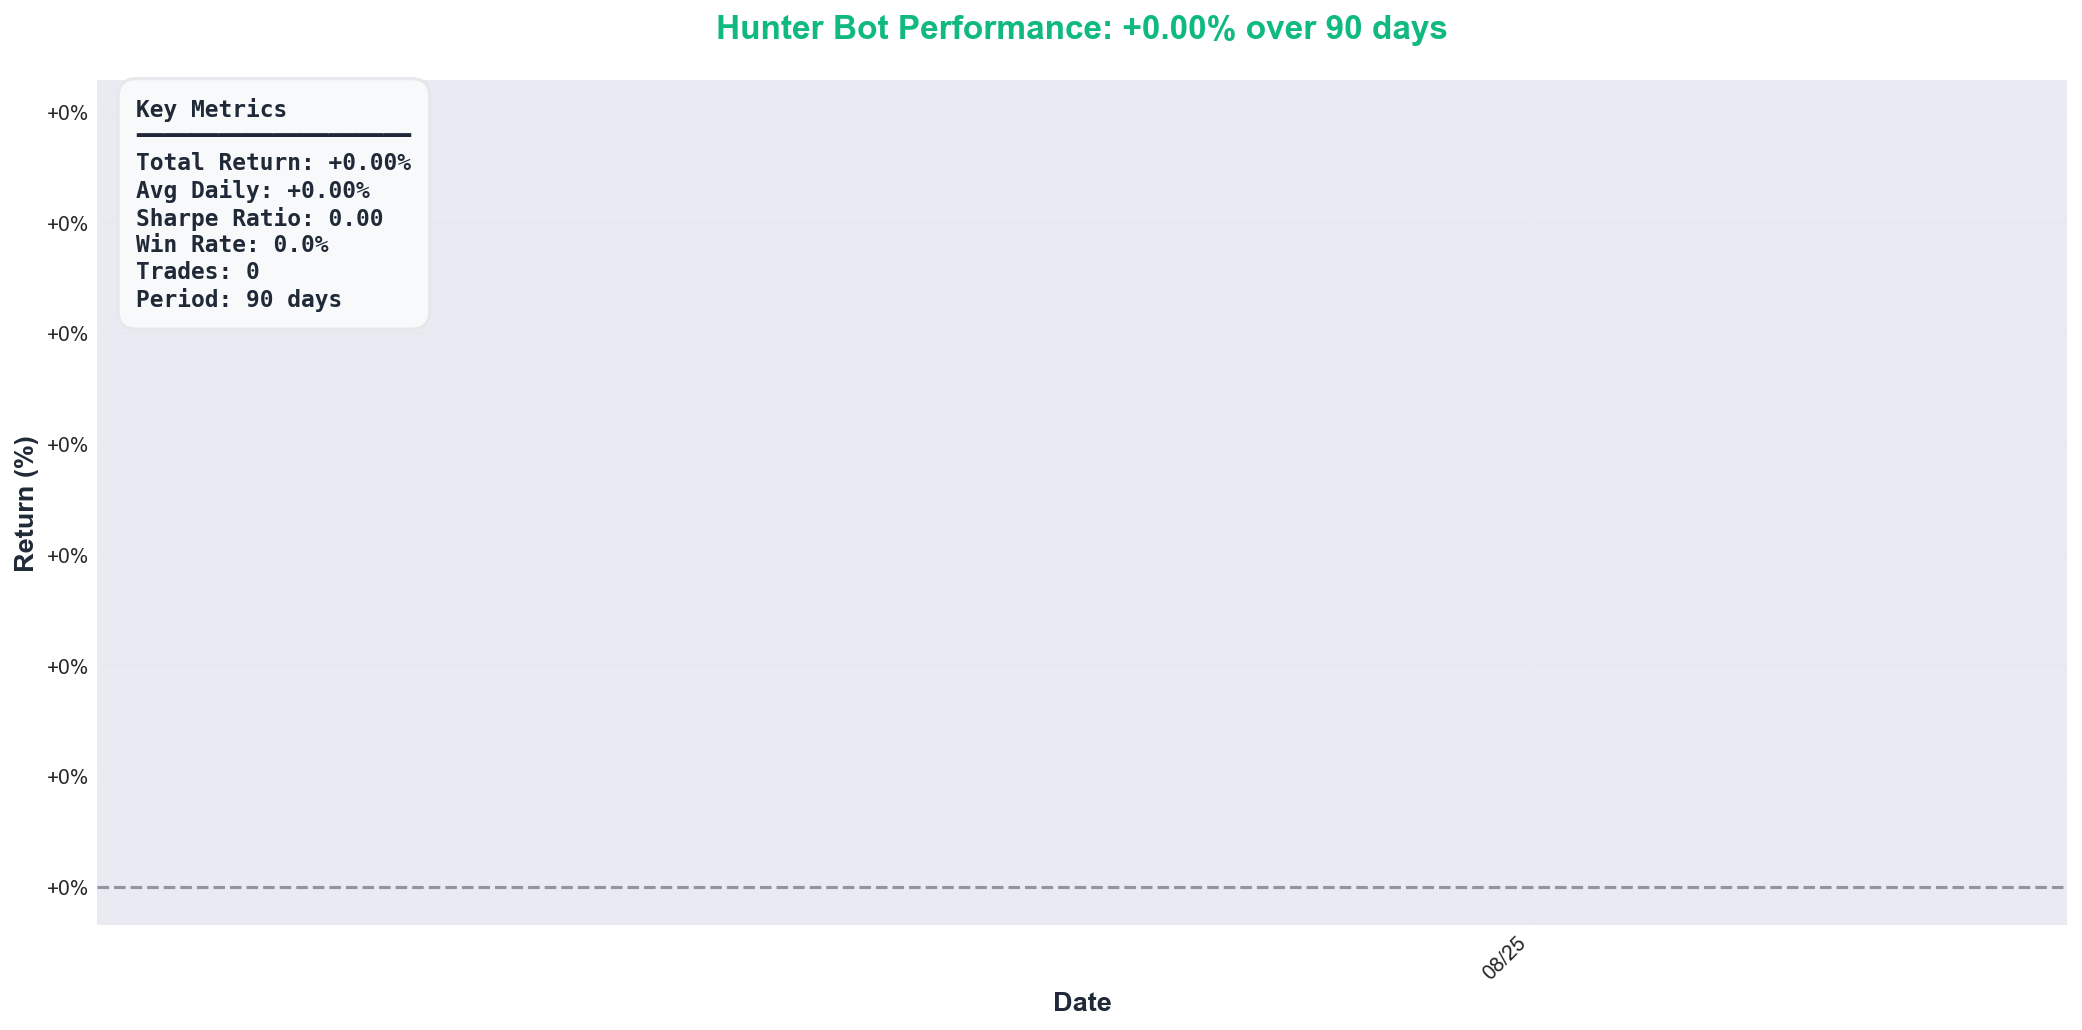 Hunter Bot Performance: +0.00% over 90 days
Key Metrics
Total Return: +0.00%
Avg Daily: +0.00%
Sharpe Ratio: 0.00
Win Rate: 0.0%
Trades: 0
Period: 90 days
+0%
+0%
+0%
+0%
+0%
+0%
+0%
+0%
Return (%)
08/25
Date